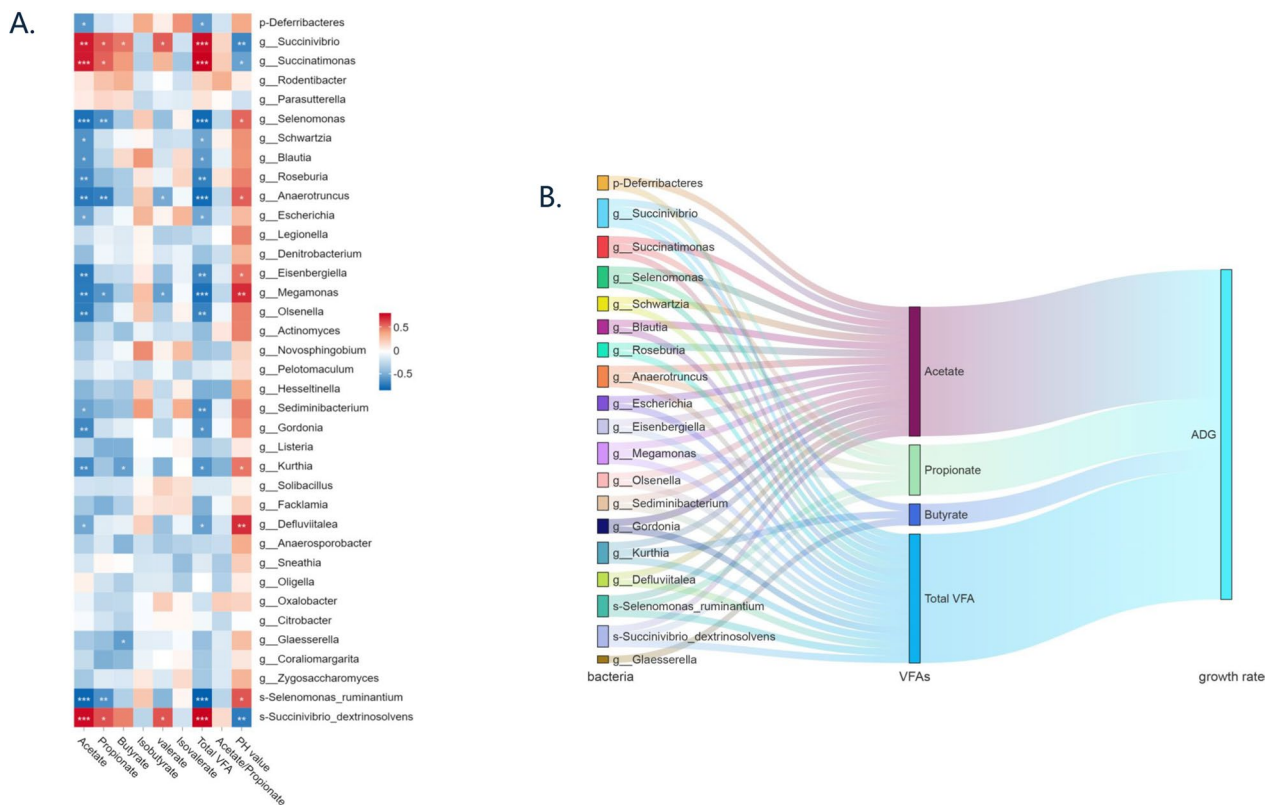 A.
* * p-Deferribacteres
** * * * *** ** g__Succinivibrio
*** * *** * g__Succinatimonas
g__Rodentibacter
g__Parasutterella
*** ** *** * g__Selenomonas
* * g__Schwartzia
* * g__Blautia
** ** g__Roseburia
** ** * *** * g__Anaerotruncus
* * g__Escherichia
g__Legionella
g__Denitrobacterium
** ** * g__Eisenbergiella
** * * *** ** g__Megamonas
** ** g__Olsenella
g__Actinomyces
g__Novosphingobium
g__Pelotomaculum
g__Hesseltinella
* ** g__Sediminibacterium
** * g__Gordonia
g__Listeria
** * * * g__Kurthia
g__Solibacillus
g__Facklamia
* * ** g__Defluviitalea
g__Anaerosporobacter
g__Sneathia
g__Oligella
g__Oxalobacter
g__Citrobacter
* g__Glaesserella
g__Coraliomargarita
g__Zygosaccharomyces
*** ** *** * s-Selenomonas_ruminantium
*** * * *** ** s-Succinivibrio_dextrinosolvens
Acetate
Propionate
Butyrate
Isobutyrate
valerate
Isovalerate
Total VFA
Acetate/Propionate
PH value
0.5
0
-0.5
B.
p-Deferribacteres
g__Succinivibrio
g__Succinatimonas
g__Selenomonas
g__Schwartzia
g__Blautia
g__Roseburia
g__Anaerotruncus
g__Escherichia
g__Eisenbergiella
g__Megamonas
g__Olsenella
g__Sediminibacterium
g__Gordonia
g__Kurthia
g__Defluviitalea
s-Selenomonas_ruminantium
s-Succinivibrio_dextrinosolvens
g__Glaesserella
bacteria
Acetate
Propionate
Butyrate
Total VFA
VFAs
ADG
growth rate